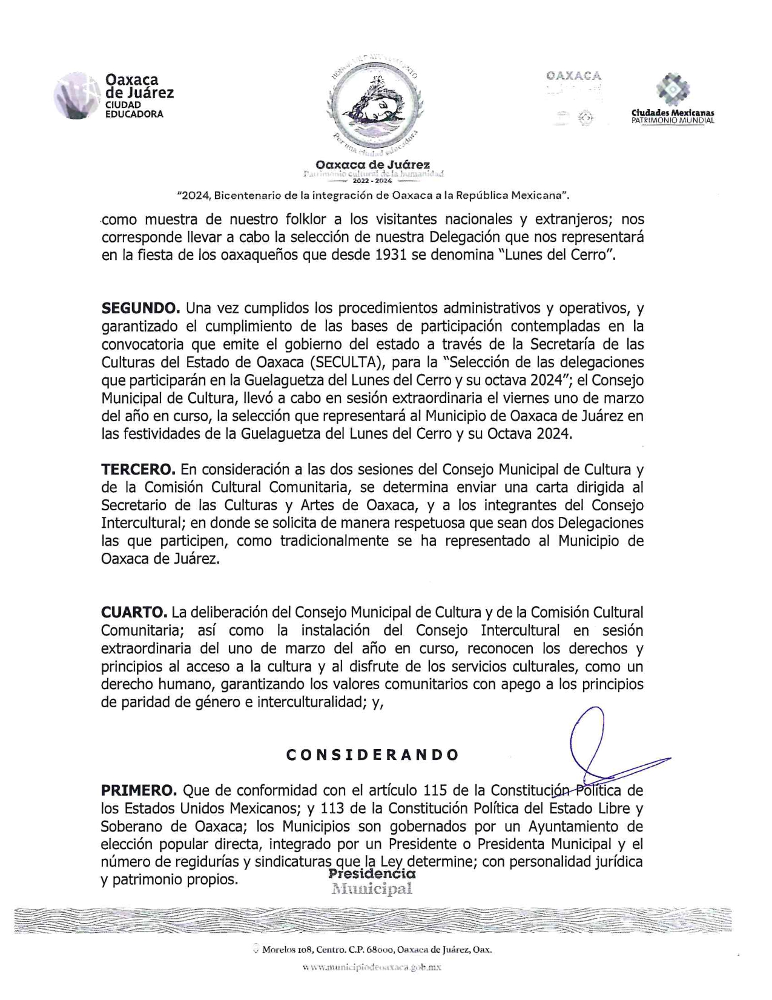 Oaxaca
de Juárez
CIUDAD
EDUCADORA
Por una ciudad educadora
Oaxaca de Juárez
Patrimonio cultural de la humanidad
2022 - 2024
OAXACA
Ciudades Mexicanas
PATRIMONIO MUNDIAL
"2024, Bicentenario de la integración de Oaxaca a la República Mexicana".
como muestra de nuestro folklor a los visitantes nacionales y extranjeros; nos
corresponde llevar a cabo la selección de nuestra Delegación que nos representará
en la fiesta de los oaxaqueños que desde 1931 se denomina "Lunes del Cerro".
SEGUNDO. Una vez cumplidos los procedimientos administrativos y operativos, y
garantizado el cumplimiento de las bases de participación contempladas en la
convocatoria que emite el gobierno del estado a través de la Secretaría de las
Culturas del Estado de Oaxaca (SECULTA), para la "Selección de las delegaciones
que participarán en la Guelaguetza del Lunes del Cerro y su octava 2024"; el Consejo
Municipal de Cultura, llevó a cabo en sesión extraordinaria el viernes uno de marzo
del año en curso, la selección que representará al Municipio de Oaxaca de Juárez en
las festividades de la Guelaguetza del Lunes del Cerro y su Octava 2024.
TERCERO. En consideración a las dos sesiones del Consejo Municipal de Cultura y
de la Comisión Cultural Comunitaria, se determina enviar una carta dirigida al
Secretario de las Culturas y Artes de Oaxaca, y a los integrantes del Consejo
Intercultural; en donde se solicita de manera respetuosa que sean dos Delegaciones
las que participen, como tradicionalmente se ha representado al Municipio de
Oaxaca de Juárez.
CUARTO. La deliberación del Consejo Municipal de Cultura y de la Comisión Cultural
Comunitaria; así como la instalación del Consejo Intercultural en sesión
extraordinaria del uno de marzo del año en curso, reconocen los derechos y
principios al acceso a la cultura y al disfrute de los servicios culturales, como un
derecho humano, garantizando los valores comunitarios con apego a los principios
de paridad de género e interculturalidad; y,
CONSIDERANDO
PRIMERO. Que de conformidad con el artículo 115 de la Constitución Política de
los Estados Unidos Mexicanos; y 113 de la Constitución Política del Estado Libre y
Soberano de Oaxaca; los Municipios son gobernados por un Ayuntamiento de
elección popular directa, integrado por un Presidente o Presidenta Municipal y el
número de regidurías y sindicaturas que la Ley determine; con personalidad jurídica
y patrimonio propios.
Presidencia
Municipal
Morelos 108, Centro. C.P. 68000, Oaxaca de Juárez, Oax.
www.municipiodeoaxaca.gob.mx